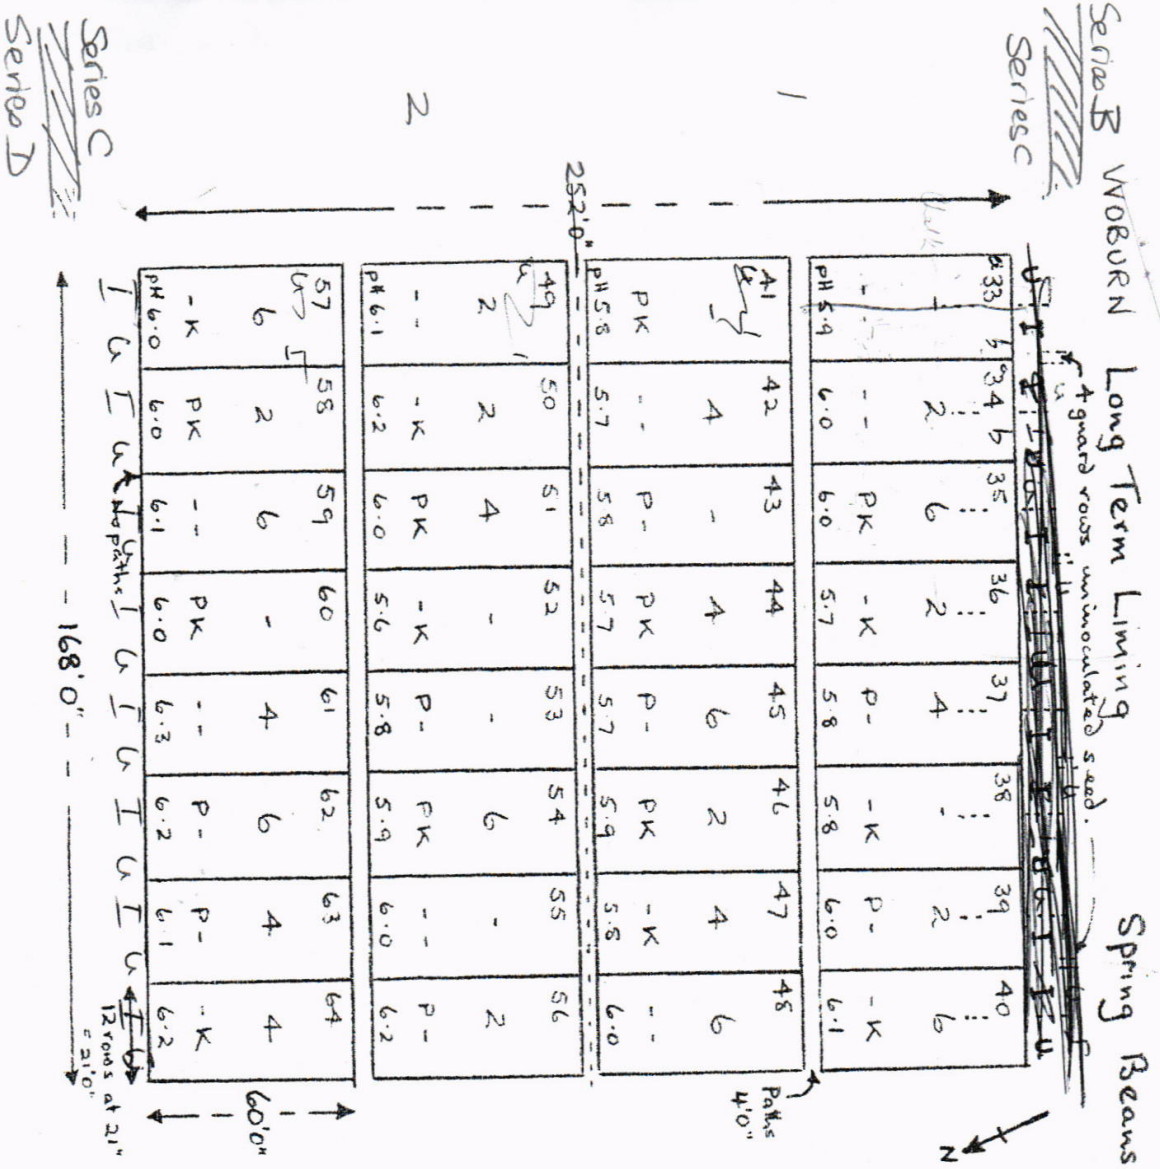 WOBURN Long Term Liming Spring Beans
Series B
Series C
4 guard rows uninoculated seed.
1
2
252'0"
33 34 35 36 37 38 39 40
a b a b
- 2 6 2 4 - 2 6
-- -- PK -K P- -K P- -K
pH 5.9 6.0 6.0 5.7 5.8 5.8 6.0 6.1
Paths
4'0"
41 42 43 44 45 46 47 48
- 4 - 4 6 2 4 6
PK -- P- PK P- PK -K --
pH 5.8 5.7 5.8 5.7 5.7 5.9 5.8 6.0
49 50 51 52 53 54 55 56
2 2 4 - - 6 - 2
-- -K PK -K P- PK -- P-
pH 6.1 6.2 6.0 5.6 5.8 5.9 6.0 6.2
57 58 59 60 61 62 63 64
6 2 6 - 4 6 4 4
-K PK -- PK -- P- P- -K
pH 6.0 6.0 6.1 6.0 6.3 6.2 6.1 6.2
60'0"
I U I U I U I U I U I U I U I U
No paths
12 rows at 21"
= 21'0"
168'0"
Series C
Series D
N